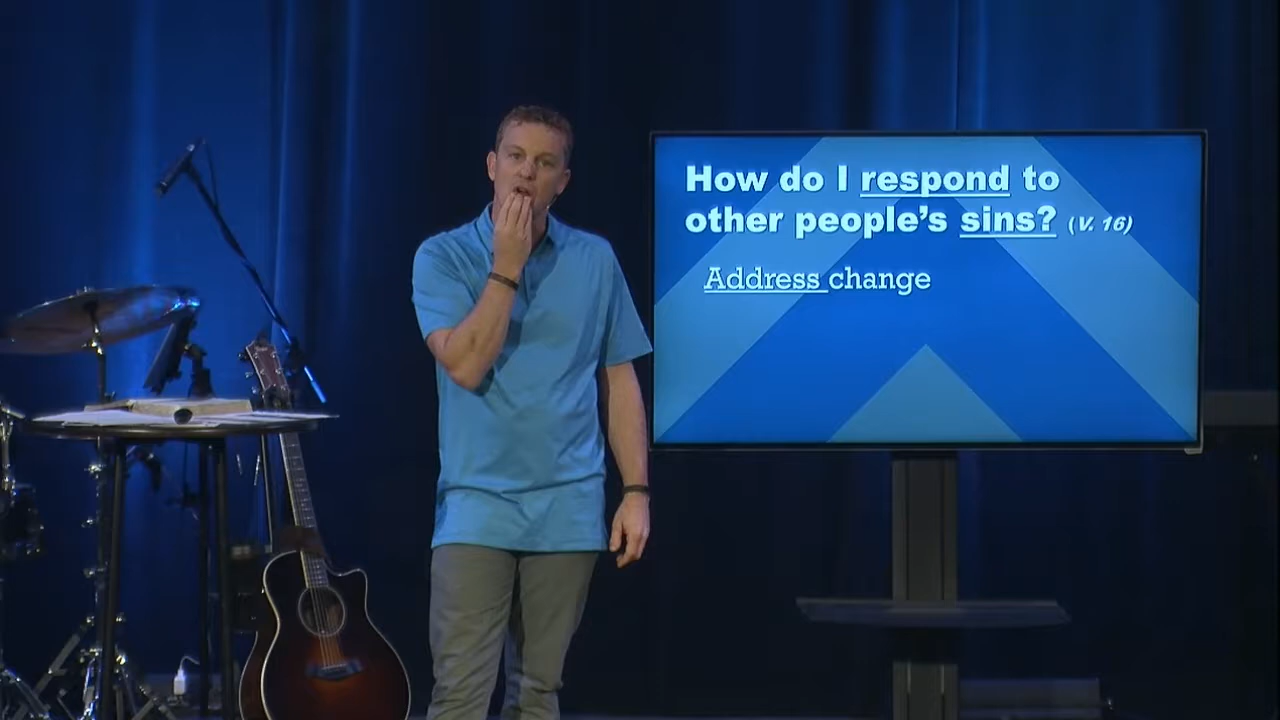 How do I respond to
other people’s sins? (V. 16)
Address change